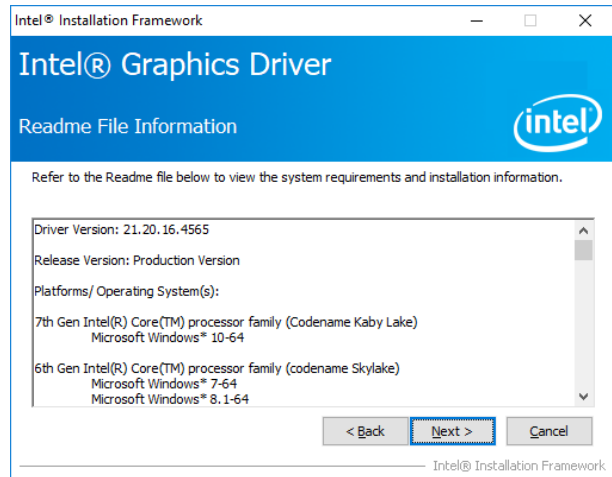 Intel® Installation Framework
Intel® Graphics Driver
Readme File Information
intel
Refer to the Readme file below to view the system requirements and installation information.
Driver Version: 21.20.16.4565
Release Version: Production Version
Platforms/ Operating System(s):
7th Gen Intel(R) Core(TM) processor family (Codename Kaby Lake)
Microsoft Windows* 10-64
6th Gen Intel(R) Core(TM) processor family (codename Skylake)
Microsoft Windows* 7-64
Microsoft Windows* 8.1-64
< Back Next > Cancel
Intel® Installation Framework